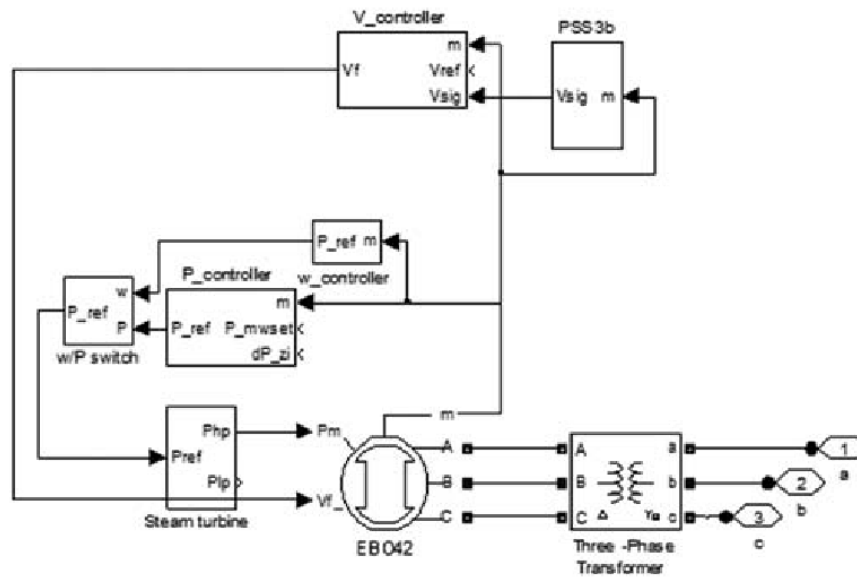 V_controller
PSS3b
m
Vf
Vref
Vsig
Vsig
m
P_ref
m
w_controller
P_controller
w
P_ref
P
w/P switch
m
P_ref
P_mwset
dP_zi
m
Php
Pref
Plp
Steam turbine
Pm
Vf_
A
B
C
EB042
A
B
C
a
b
c
Three -Phase
Transformer
1
a
2
b
3
c